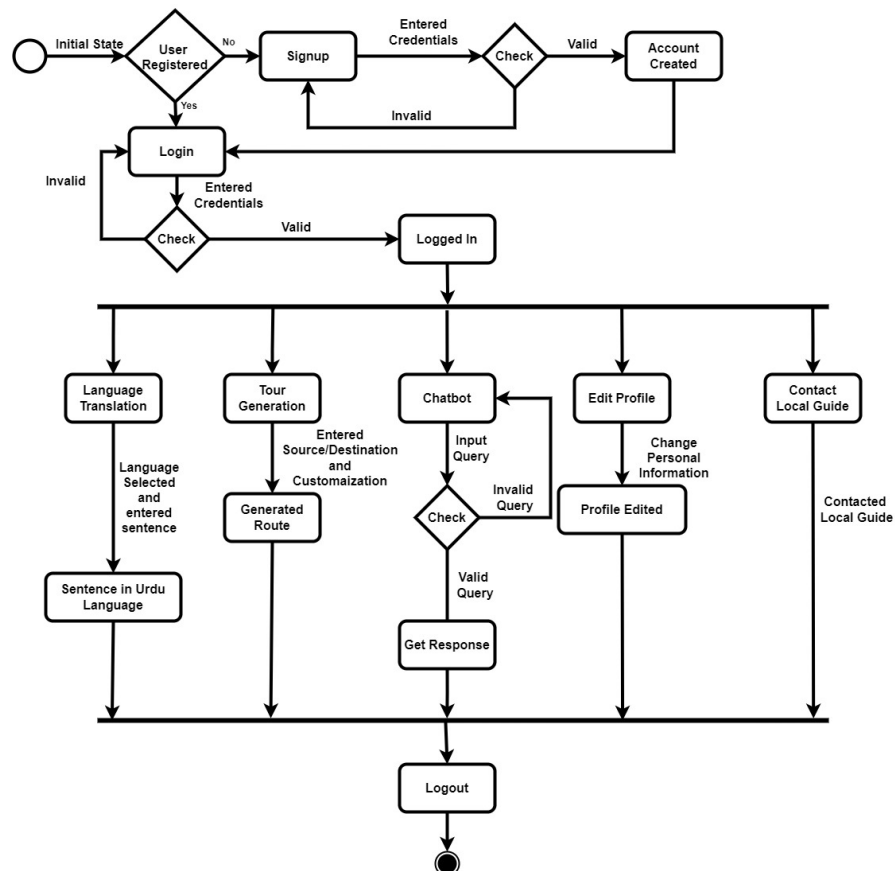 Initial State
User
Registered
No
Signup
Entered
Credentials
Check
Valid
Account
Created
Invalid
Yes
Login
Invalid
Entered
Credentials
Check
Valid
Logged In
Language
Translation
Tour
Generation
Chatbot
Edit Profile
Contact
Local Guide
Language
Selected
and
entered
sentence
Entered
Source/Destination
and
Customaization
Input
Query
Invalid
Query
Change
Personal
Information
Generated
Route
Check
Profile Edited
Contacted
Local Guide
Sentence in Urdu
Language
Valid
Query
Get Response
Logout